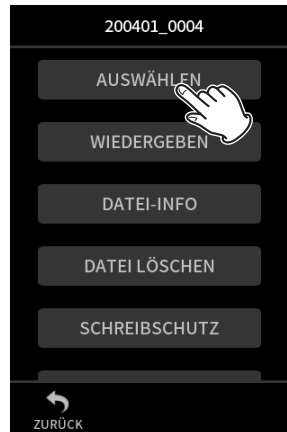 200401_0004
AUSWÄHLEN
WIEDERGEBEN
DATEI-INFO
DATEI LÖSCHEN
SCHREIBSCHUTZ
ZURÜCK